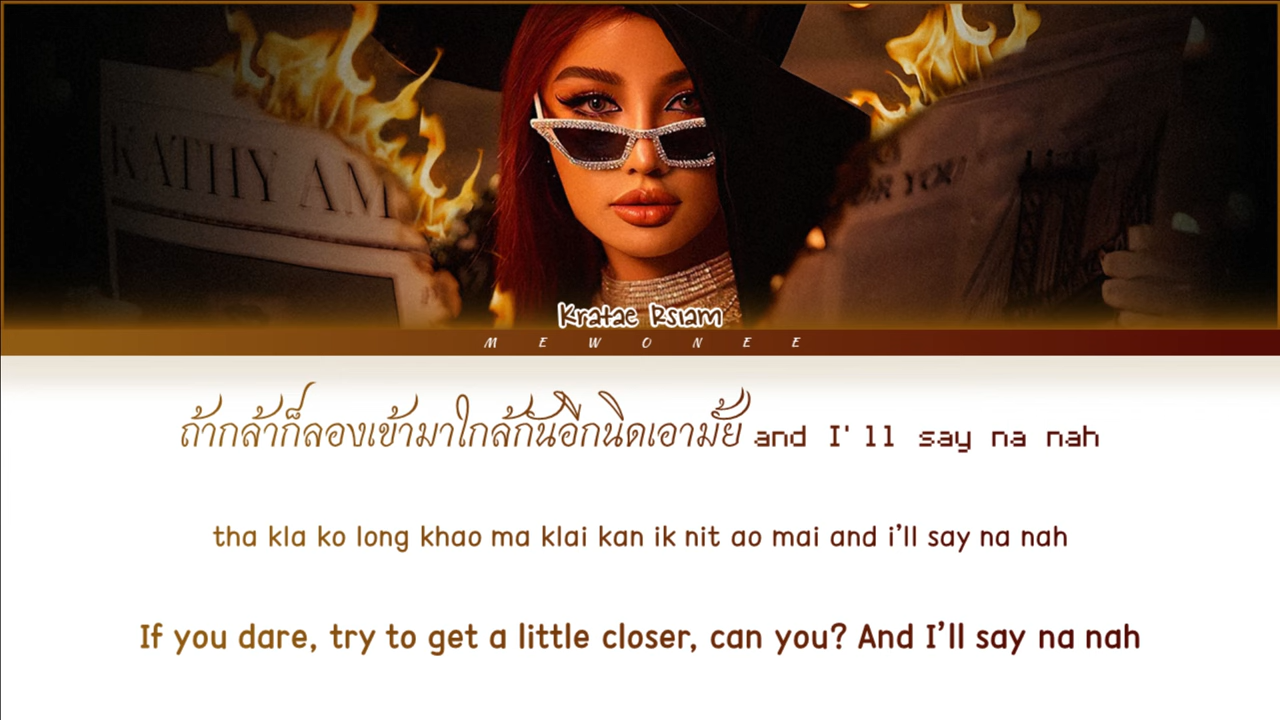 KATHY AM
OR YOU
Kratae Rsiam
MEWONEE
ถ้ากล้าก็ลองเข้ามาใกล้กันอีกนิดเอามั้ย and I'll say na nah
tha kla ko long khao ma klai kan ik nit ao mai and i’ll say na nah
If you dare, try to get a little closer, can you? And I’ll say na nah